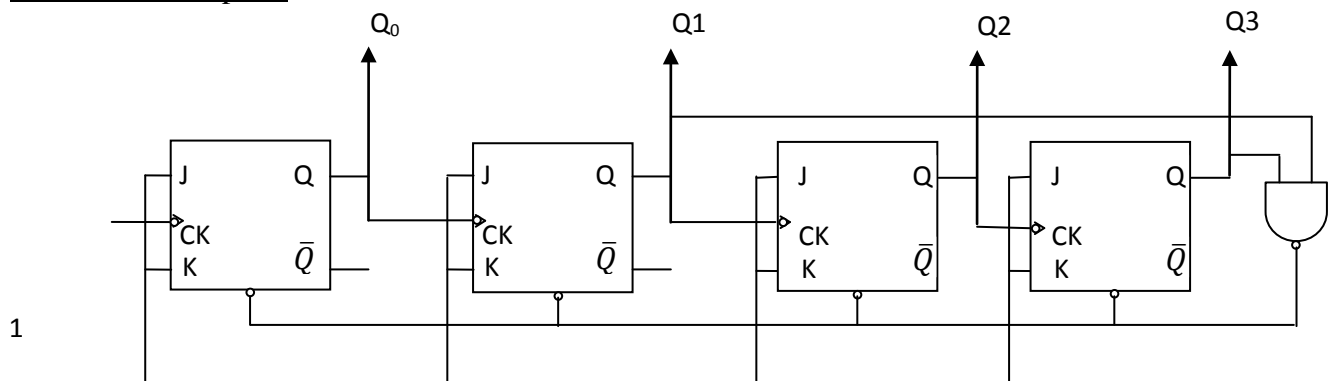 Q₀ Q1 Q2 Q3
J Q J Q J Q J Q
CK CK CK CK
K Q̅ K Q̅ K Q̅ K Q̅
1